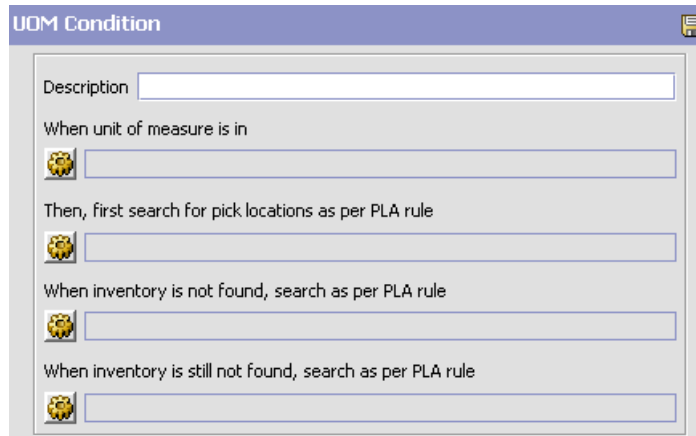 UOM Condition
Description
When unit of measure is in
Then, first search for pick locations as per PLA rule
When inventory is not found, search as per PLA rule
When inventory is still not found, search as per PLA rule